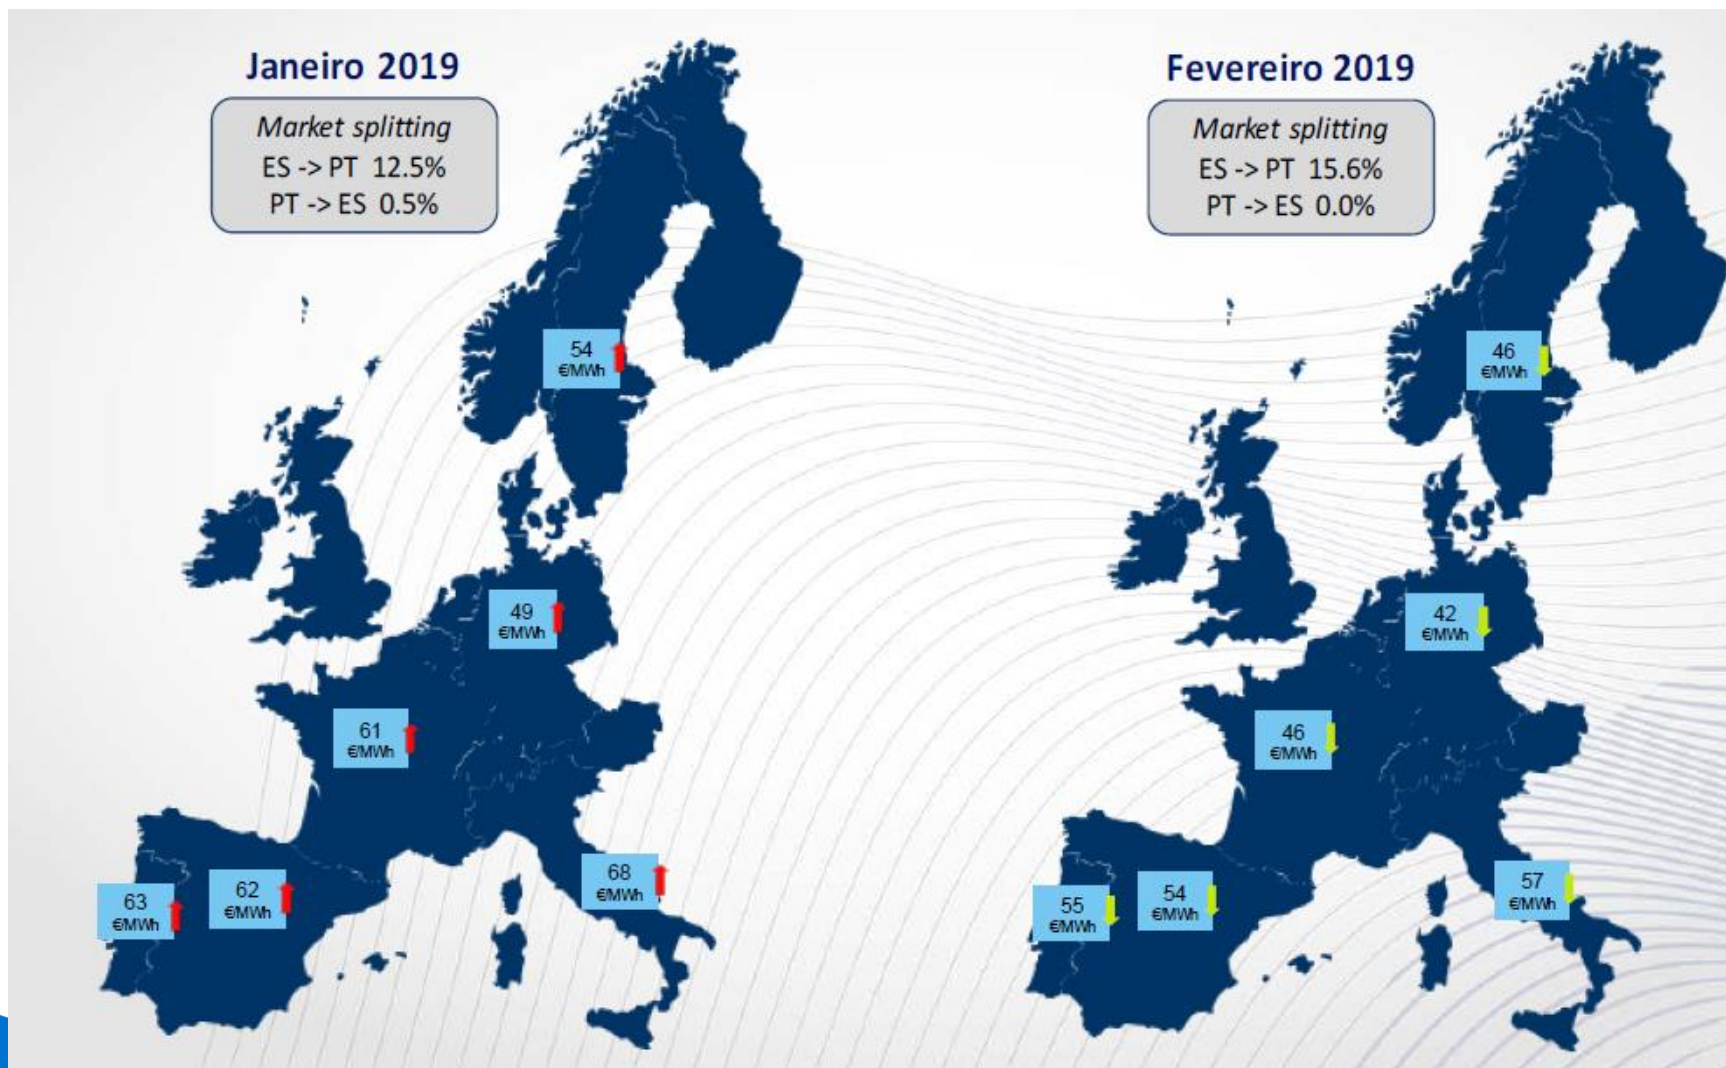 Janeiro 2019
Market splitting
ES -> PT 12.5%
PT -> ES 0.5%
54
€/MWh
49
€/MWh
61
€/MWh
68
€/MWh
62
€/MWh
63
€/MWh
Fevereiro 2019
Market splitting
ES -> PT 15.6%
PT -> ES 0.0%
46
€/MWh
42
€/MWh
46
€/MWh
57
€/MWh
54
€/MWh
55
€/MWh